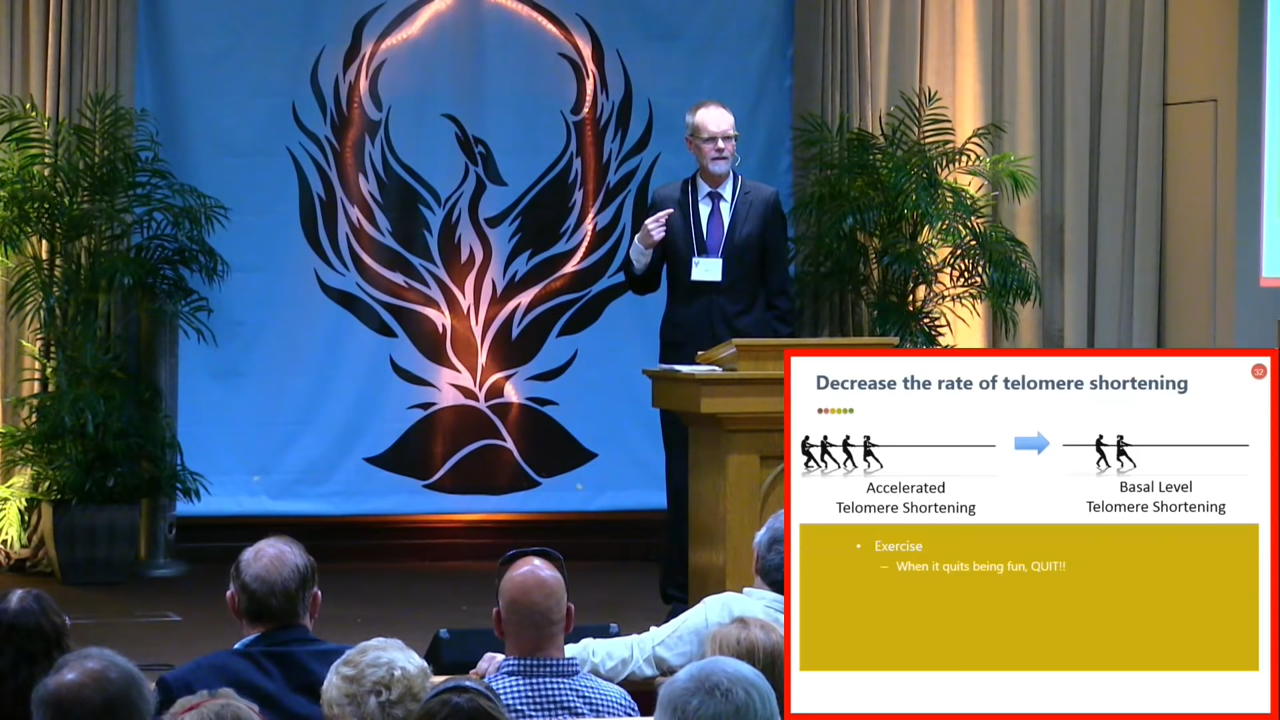 32
Decrease the rate of telomere shortening
Accelerated
Telomere Shortening
Basal Level
Telomere Shortening
• Exercise
– When it quits being fun, QUIT!!